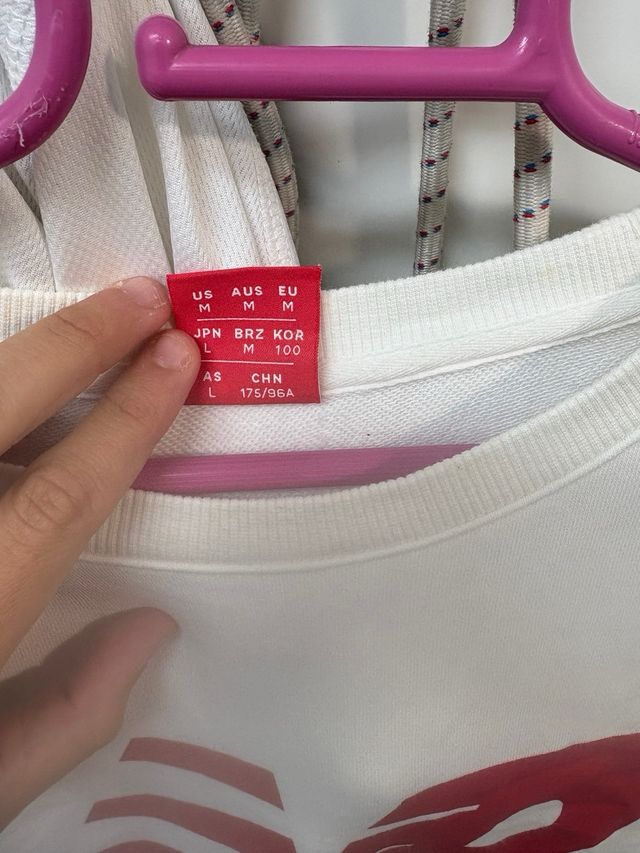 US AUS EU
M M M
JPN BRZ KOR
L M 100
AS CHN
L 175/96A